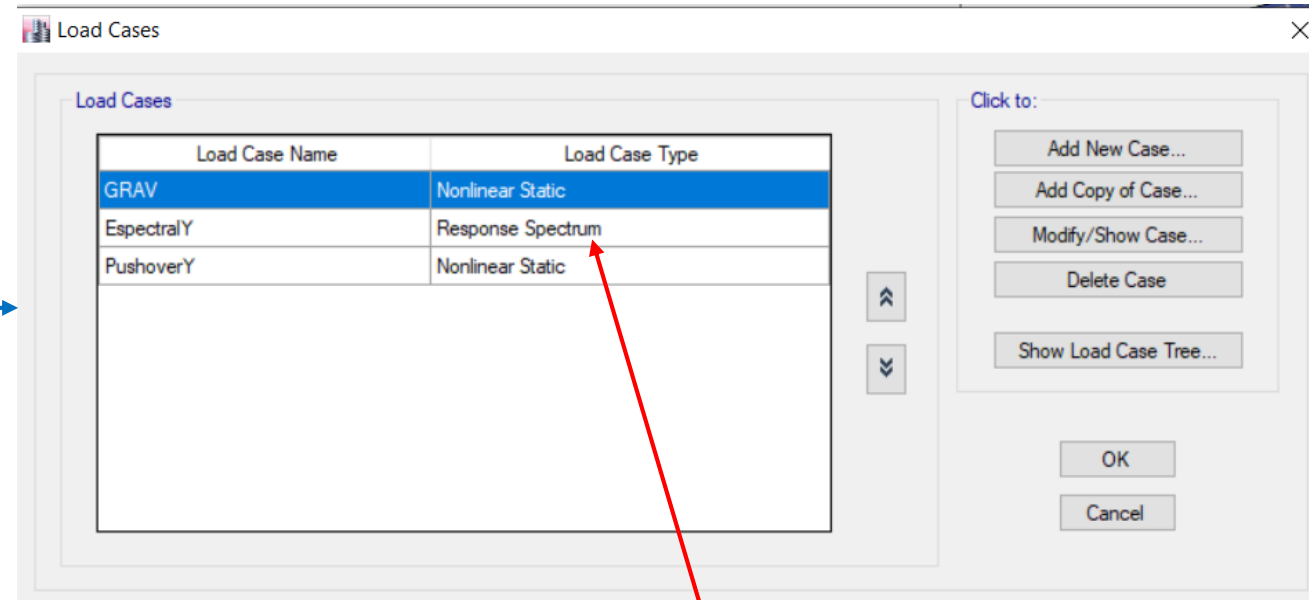 Load Cases
Load Cases
Click to:
Load Case Name Load Case Type
GRAV Nonlinear Static
EspectralY Response Spectrum
PushoverY Nonlinear Static
Add New Case...
Add Copy of Case...
Modify/Show Case...
Delete Case
Show Load Case Tree...
OK
Cancel